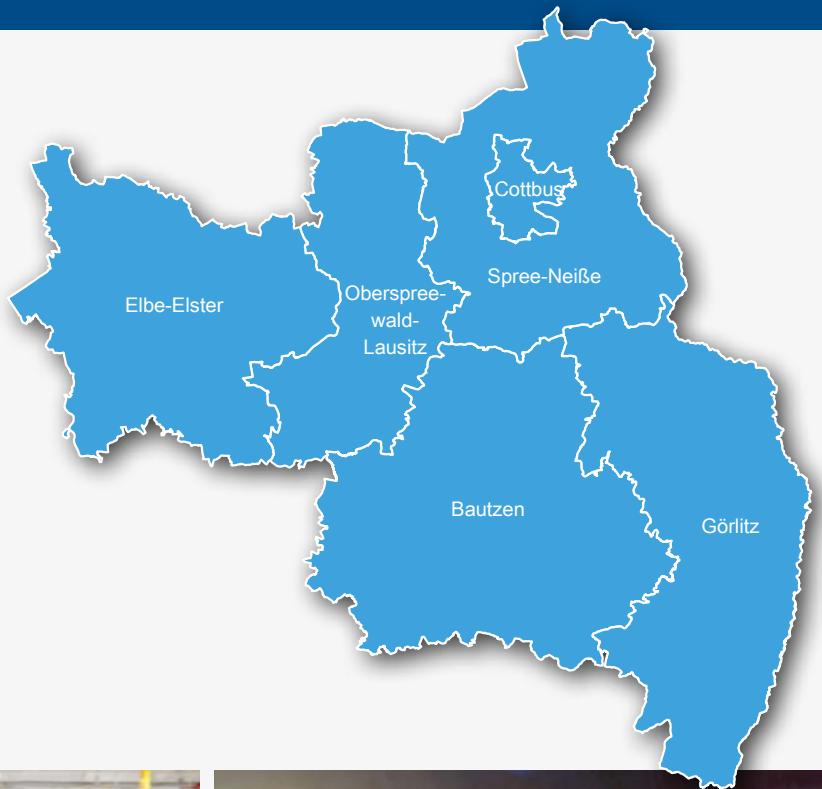 Cottbus
Spree-Neiße
Elbe-Elster
Oberspree-
wald-
Lausitz
Bautzen
Görlitz